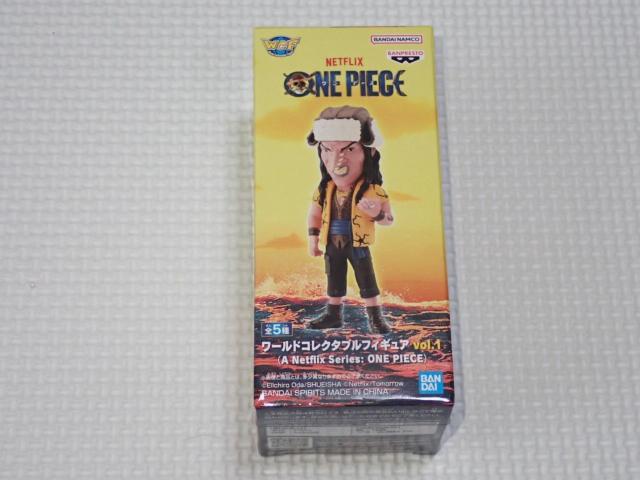 WCF
BANDAI NAMCO
BANPRESTO
NETFLIX
ONE PIECE
全5種
ワールドコレクタブルフィギュア vol.1
(A Netflix Series: ONE PIECE)
©Eiichiro Oda/SHUEISHA ©Netflix/Tomorrow
BANDAI SPIRITS MADE IN CHINA
BAN
DAI